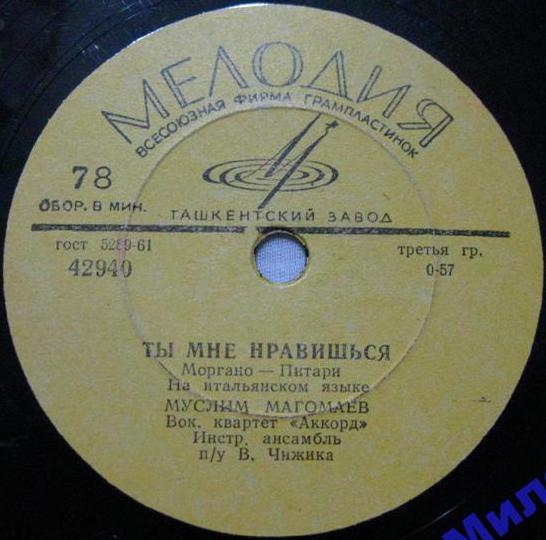 МЕЛОДИЯ
ВСЕСОЮЗНАЯ ФИРМА ГРАМПЛАСТИНОК
78
ОБОР. В МИН.
ТАШКЕНТСКИЙ ЗАВОД
гост 5289-61
третья гр.
42940
0-57
ТЫ МНЕ НРАВИШЬСЯ
Моргано — Питари
На итальянском языке
МУСЛИМ МАГОМАЕВ
Вок. квартет «Аккорд»
Инстр. ансамбль
п/у В. Чижика